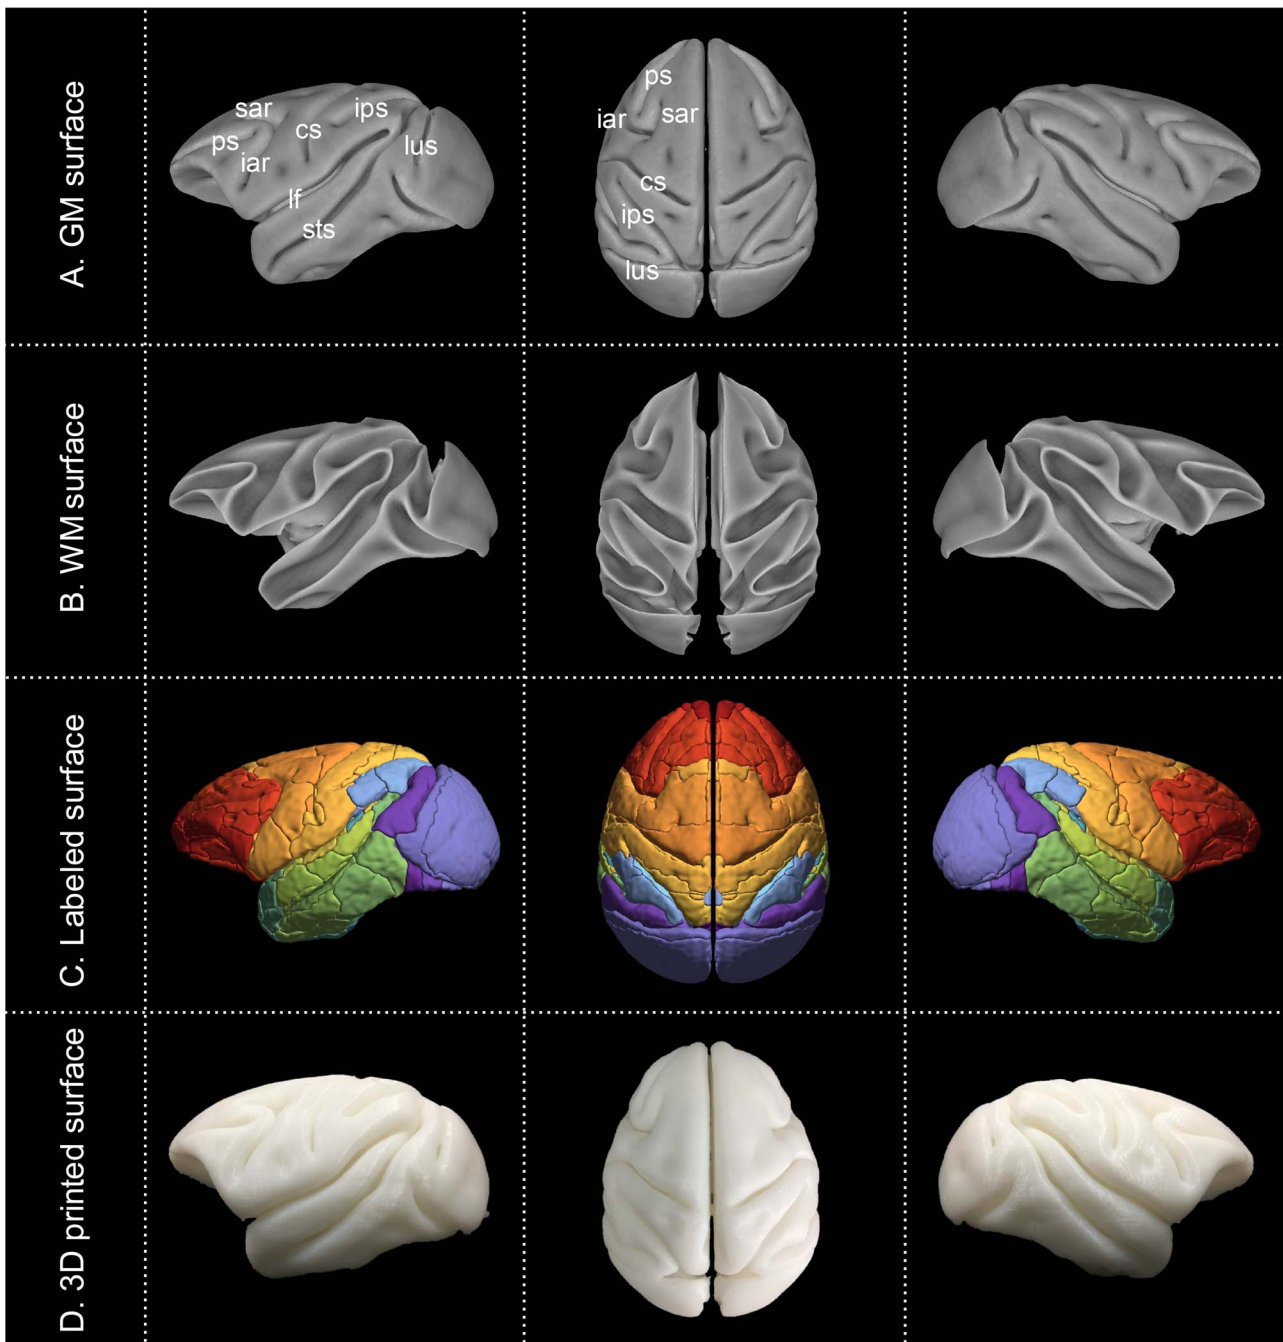 A. GM surface
sar
ips
ps
cs
lus
iar
lf
sts
ps
iar
sar
cs
ips
lus
B. WM surface
C. Labeled surface
D. 3D printed surface